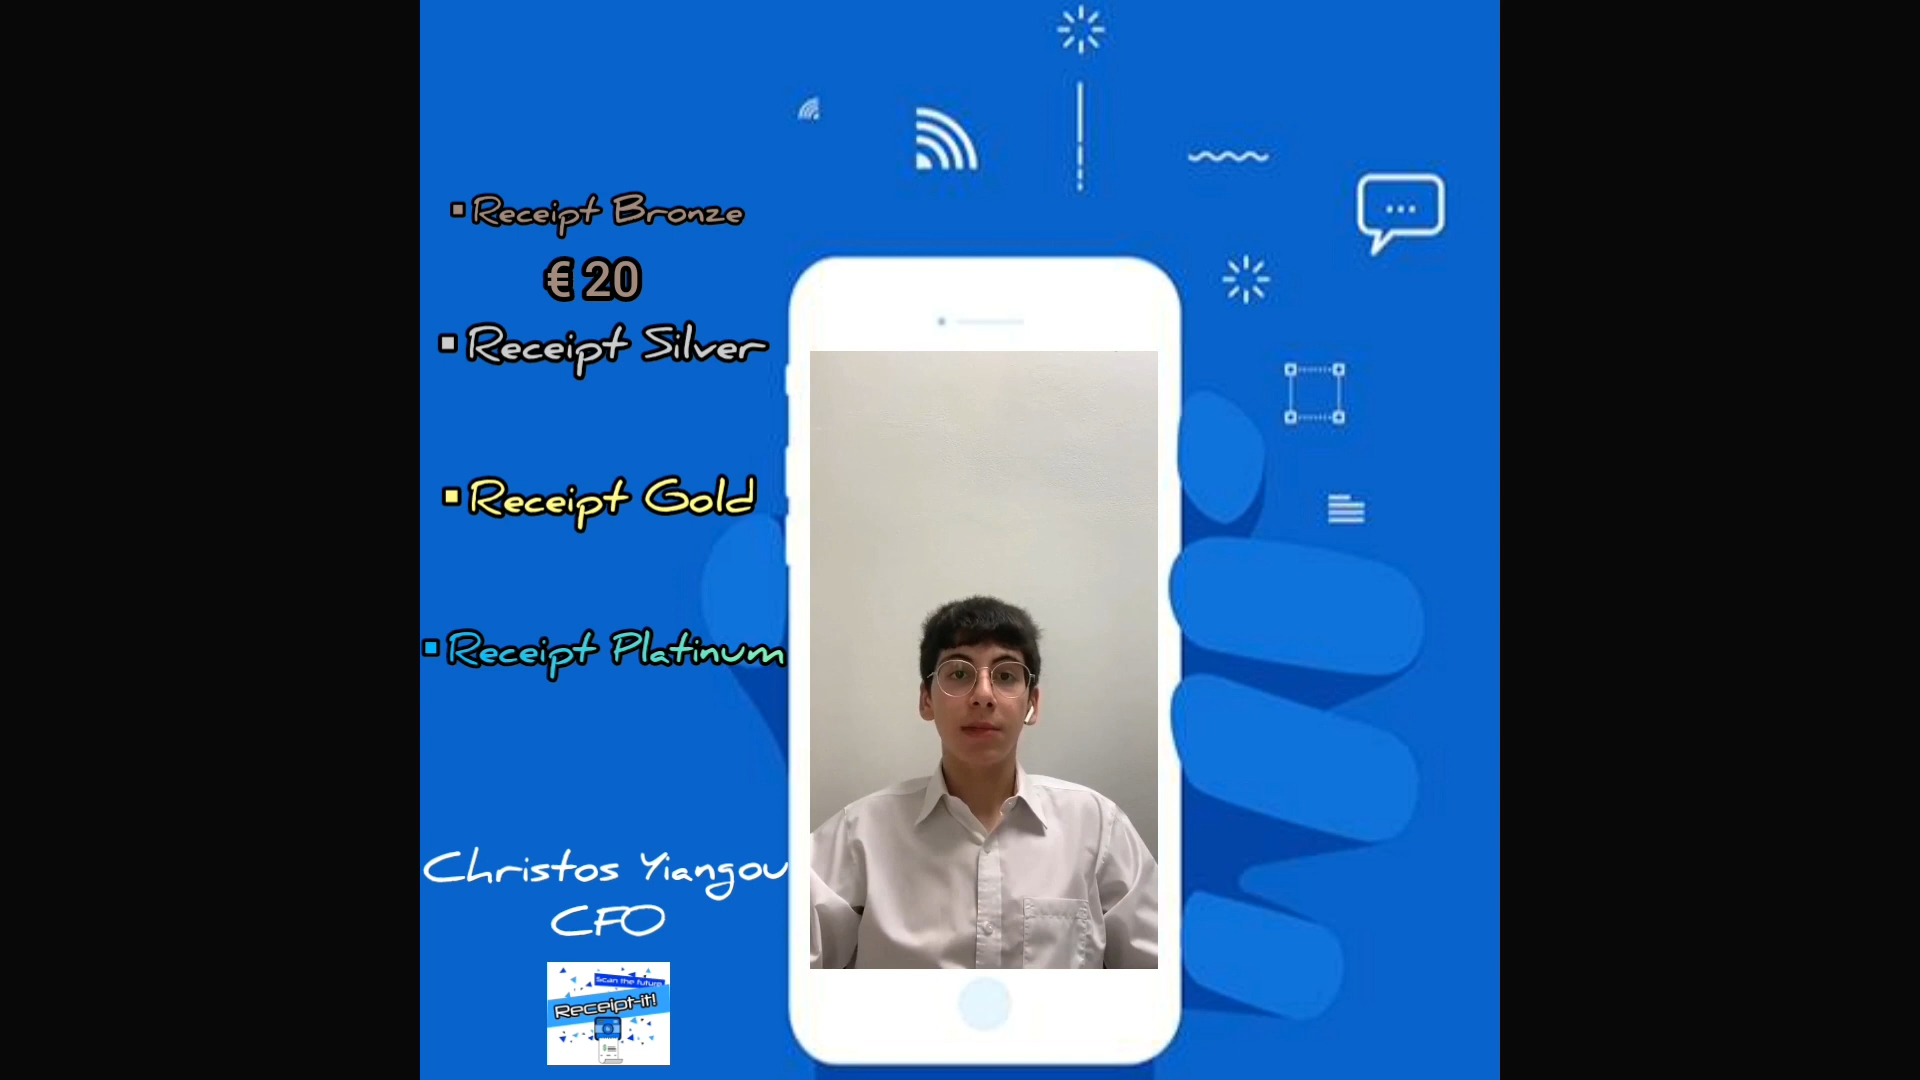 ▪Receipt Bronze
€ 20
▪Receipt Silver
▪Receipt Gold
▪Receipt Platinum
Christos Yiangou
CFO
Scan the future
Receipt-it!